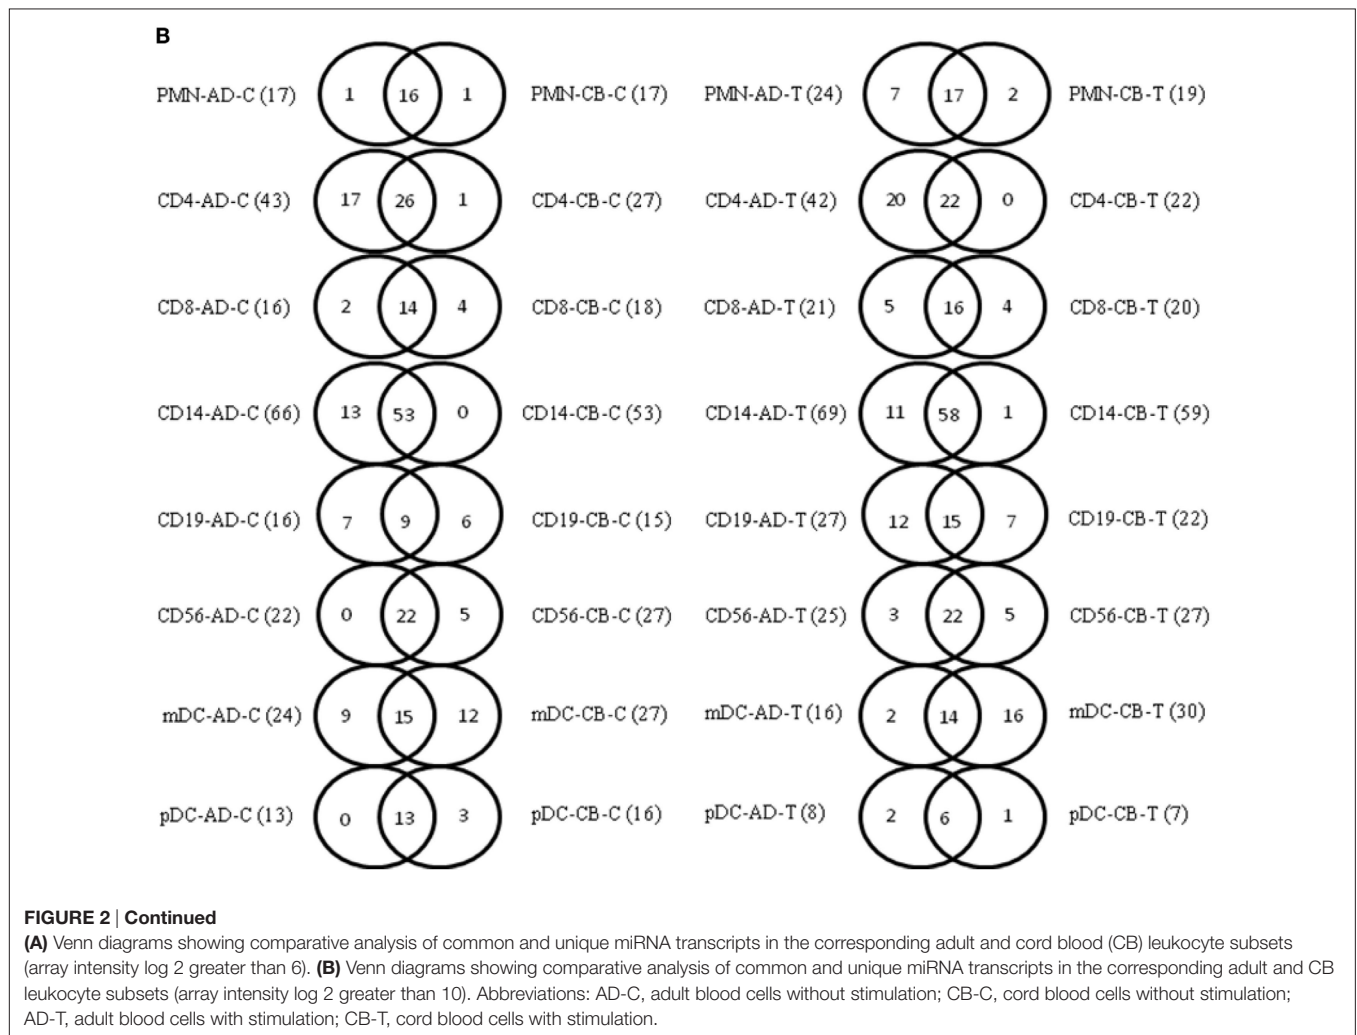 B
PMN-AD-C (17) 1 16 1 PMN-CB-C (17) PMN-AD-T (24) 7 17 2 PMN-CB-T (19)
CD4-AD-C (43) 17 26 1 CD4-CB-C (27) CD4-AD-T (42) 20 22 0 CD4-CB-T (22)
CD8-AD-C (16) 2 14 4 CD8-CB-C (18) CD8-AD-T (21) 5 16 4 CD8-CB-T (20)
CD14-AD-C (66) 13 53 0 CD14-CB-C (53) CD14-AD-T (69) 11 58 1 CD14-CB-T (59)
CD19-AD-C (16) 7 9 6 CD19-CB-C (15) CD19-AD-T (27) 12 15 7 CD19-CB-T (22)
CD56-AD-C (22) 0 22 5 CD56-CB-C (27) CD56-AD-T (25) 3 22 5 CD56-CB-T (27)
mDC-AD-C (24) 9 15 12 mDC-CB-C (27) mDC-AD-T (16) 2 14 16 mDC-CB-T (30)
pDC-AD-C (13) 0 13 3 pDC-CB-C (16) pDC-AD-T (8) 2 6 1 pDC-CB-T (7)
FIGURE 2 | Continued
(A) Venn diagrams showing comparative analysis of common and unique miRNA transcripts in the corresponding adult and cord blood (CB) leukocyte subsets
(array intensity log 2 greater than 6). (B) Venn diagrams showing comparative analysis of common and unique miRNA transcripts in the corresponding adult and CB
leukocyte subsets (array intensity log 2 greater than 10). Abbreviations: AD-C, adult blood cells without stimulation; CB-C, cord blood cells without stimulation;
AD-T, adult blood cells with stimulation; CB-T, cord blood cells with stimulation.